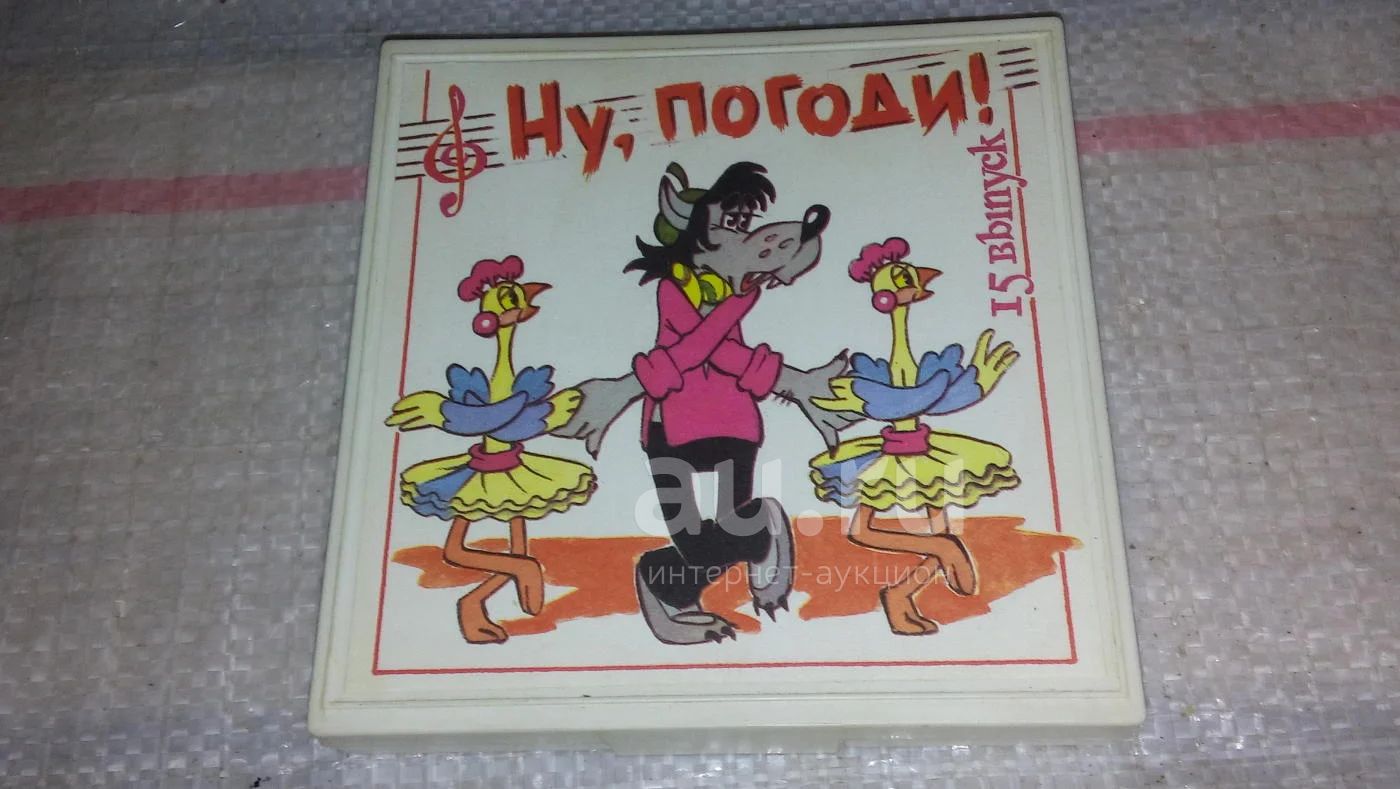 Ну, погоди!
15 выпуск
au.ru
интернет-аукцион